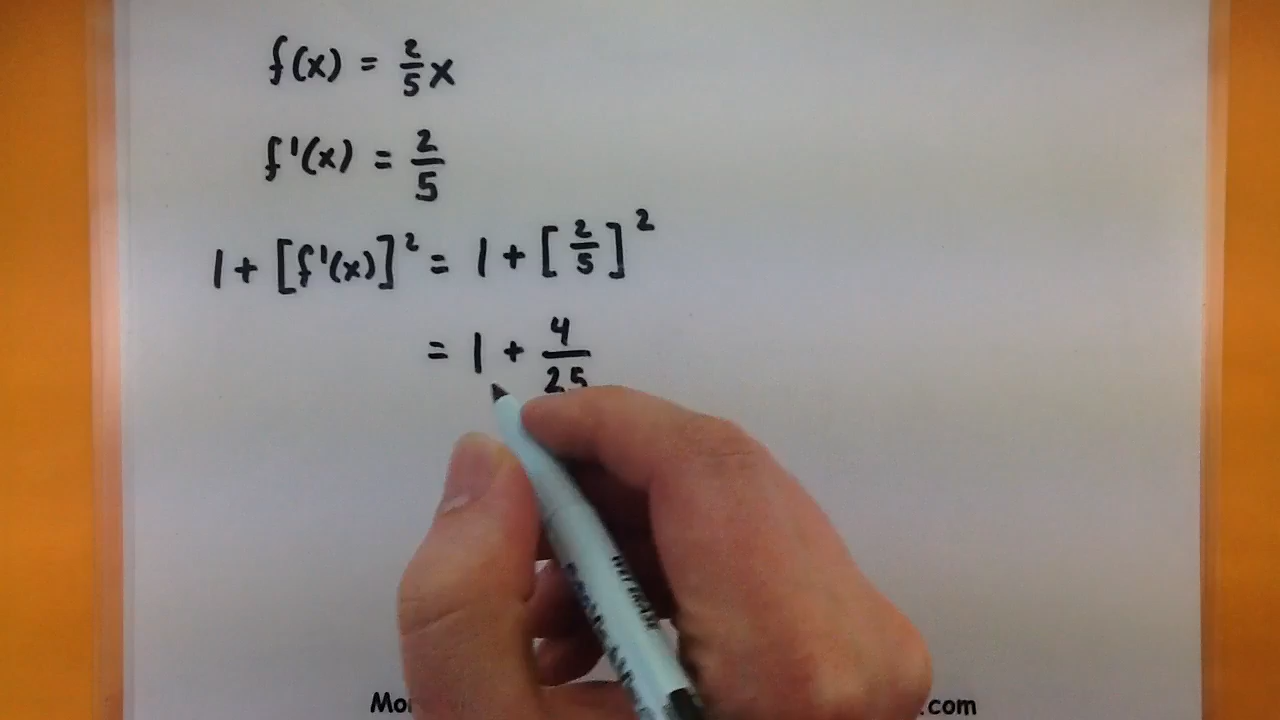 f(x) = 2/5 x
f'(x) = 2/5
1 + [f'(x)]² = 1 + [2/5]²
= 1 + 4/25
.com